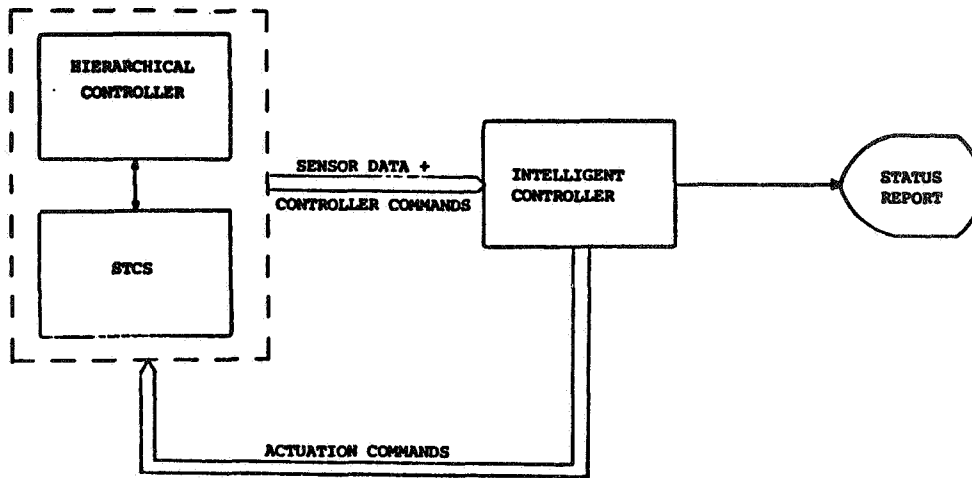 HIERARCHICAL
CONTROLLER
SENSOR DATA +
CONTROLLER COMMANDS
INTELLIGENT
CONTROLLER
STATUS
REPORT
STCS
ACTUATION COMMANDS